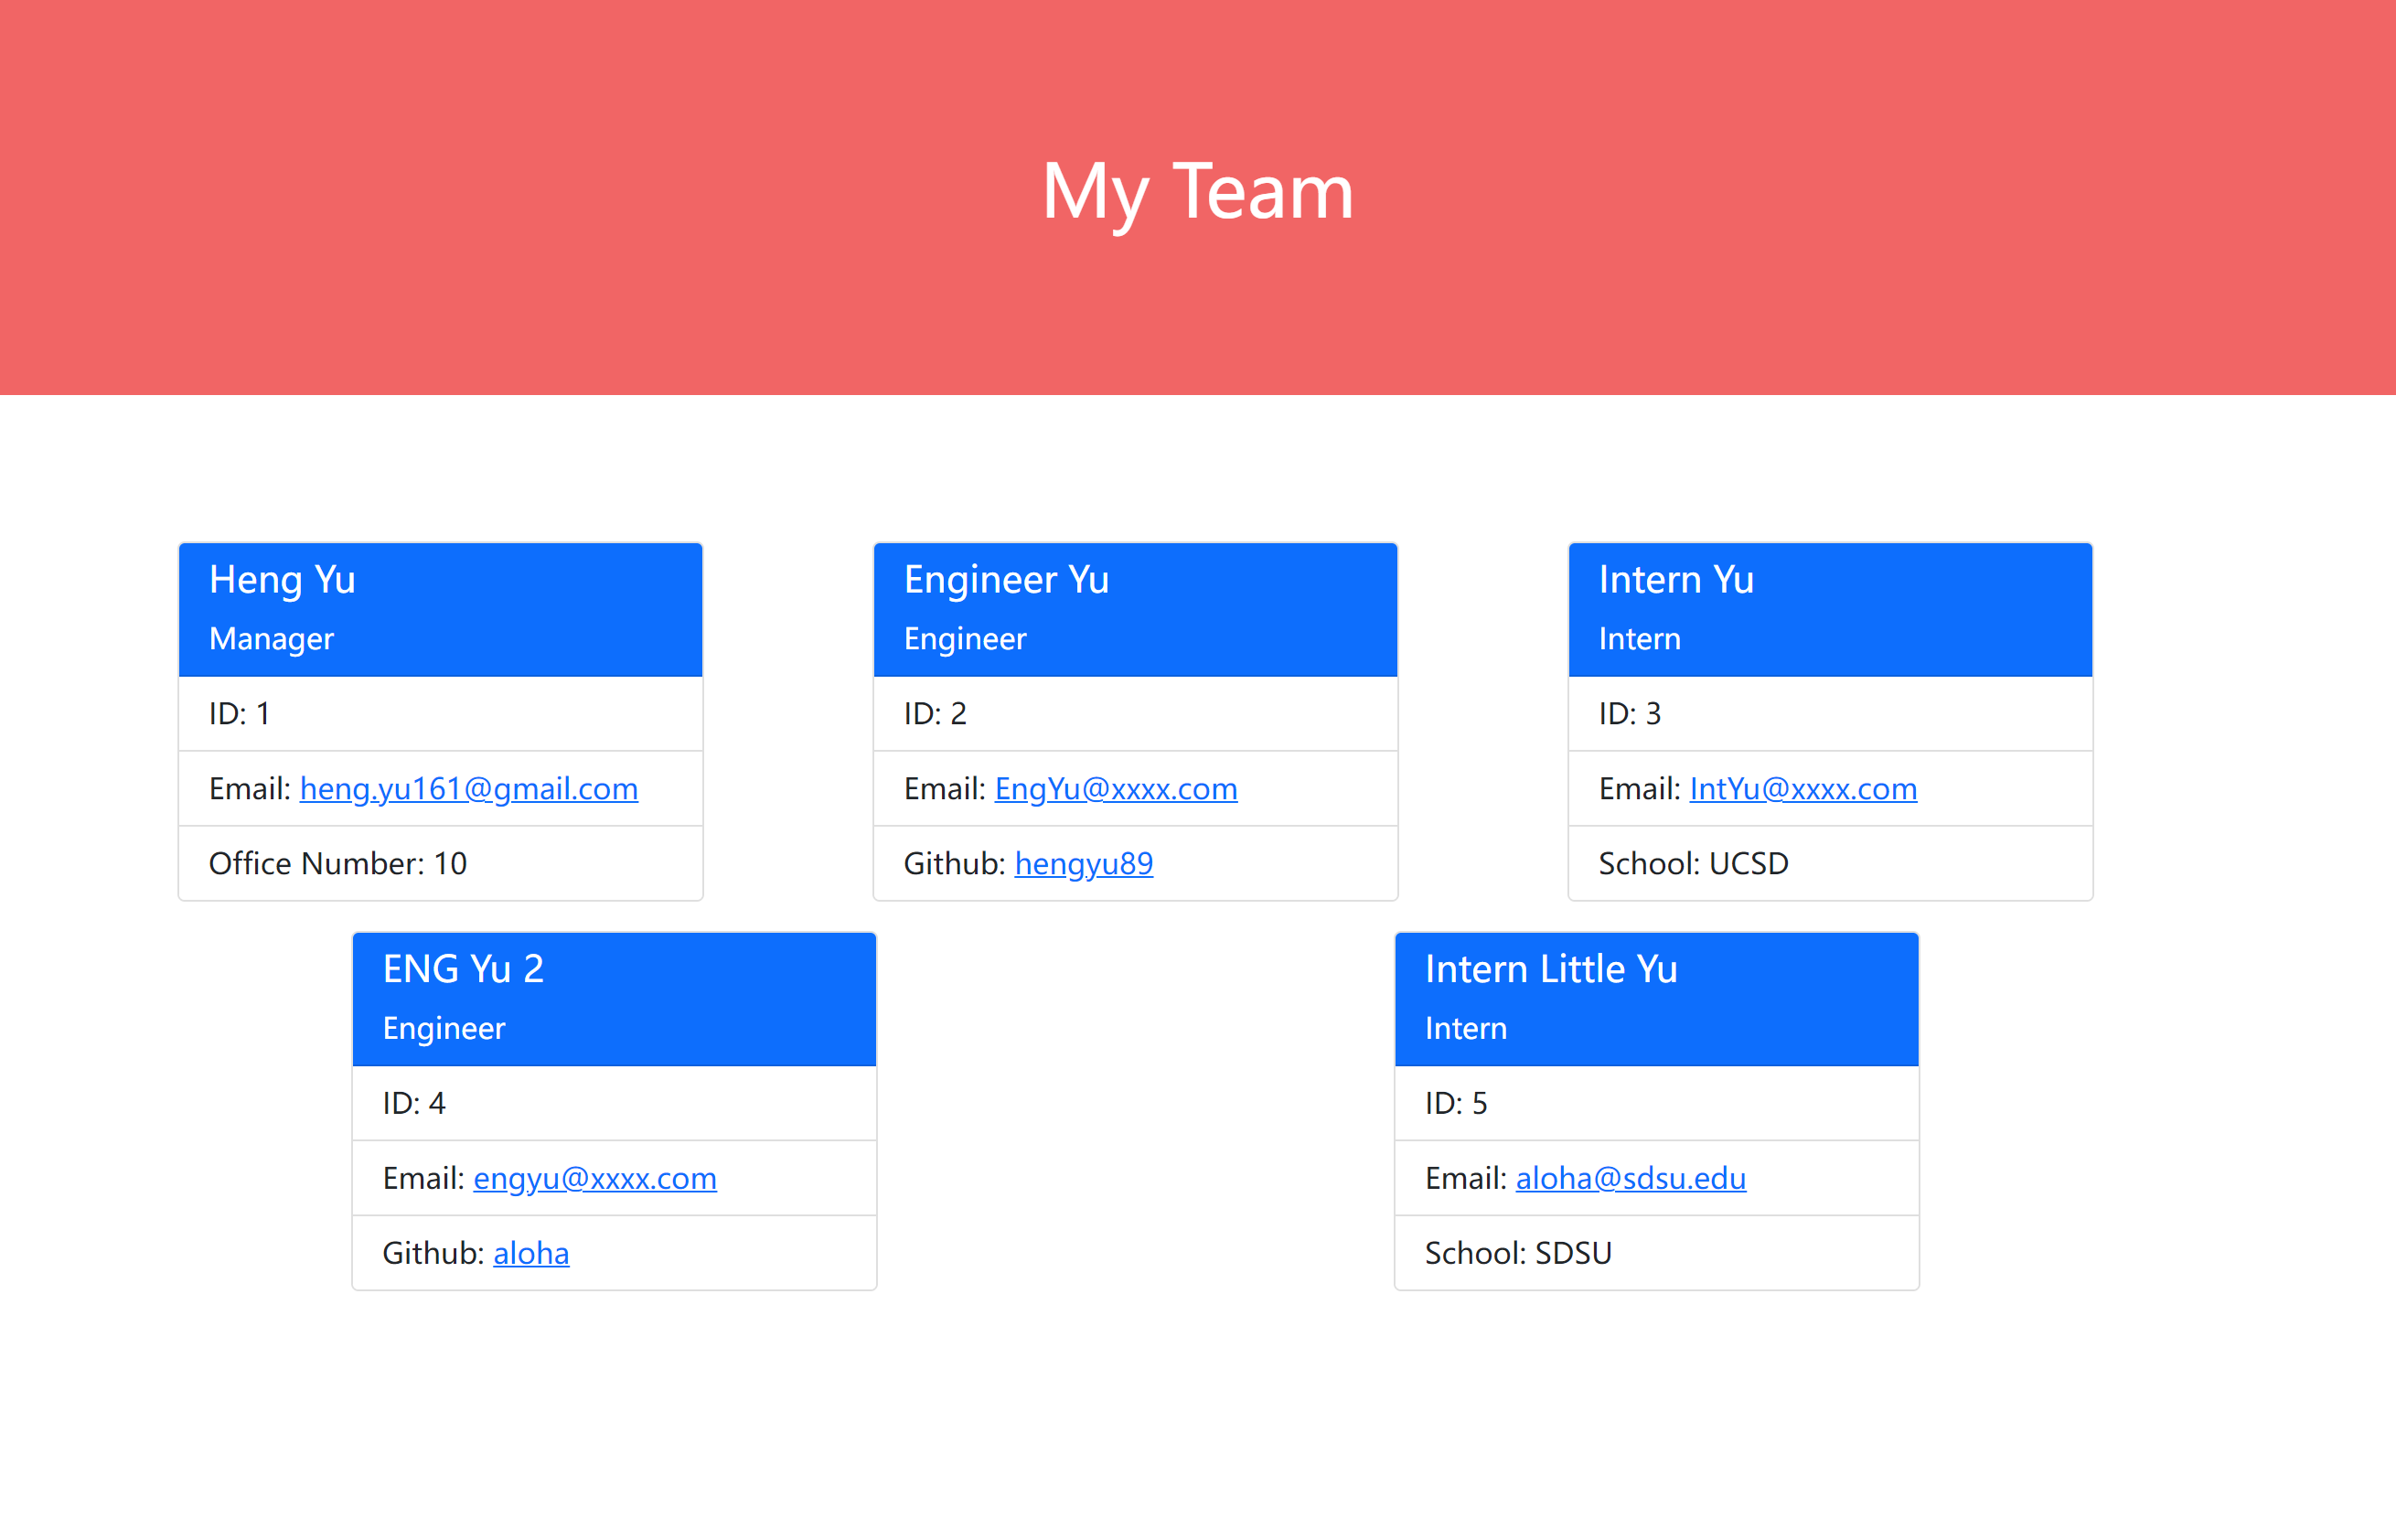 My Team
Heng Yu
Manager
ID: 1
Email: heng.yu161@gmail.com
Office Number: 10
Engineer Yu
Engineer
ID: 2
Email: EngYu@xxxx.com
Github: hengyu89
Intern Yu
Intern
ID: 3
Email: IntYu@xxxx.com
School: UCSD
ENG Yu 2
Engineer
ID: 4
Email: engyu@xxxx.com
Github: aloha
Intern Little Yu
Intern
ID: 5
Email: aloha@sdsu.edu
School: SDSU